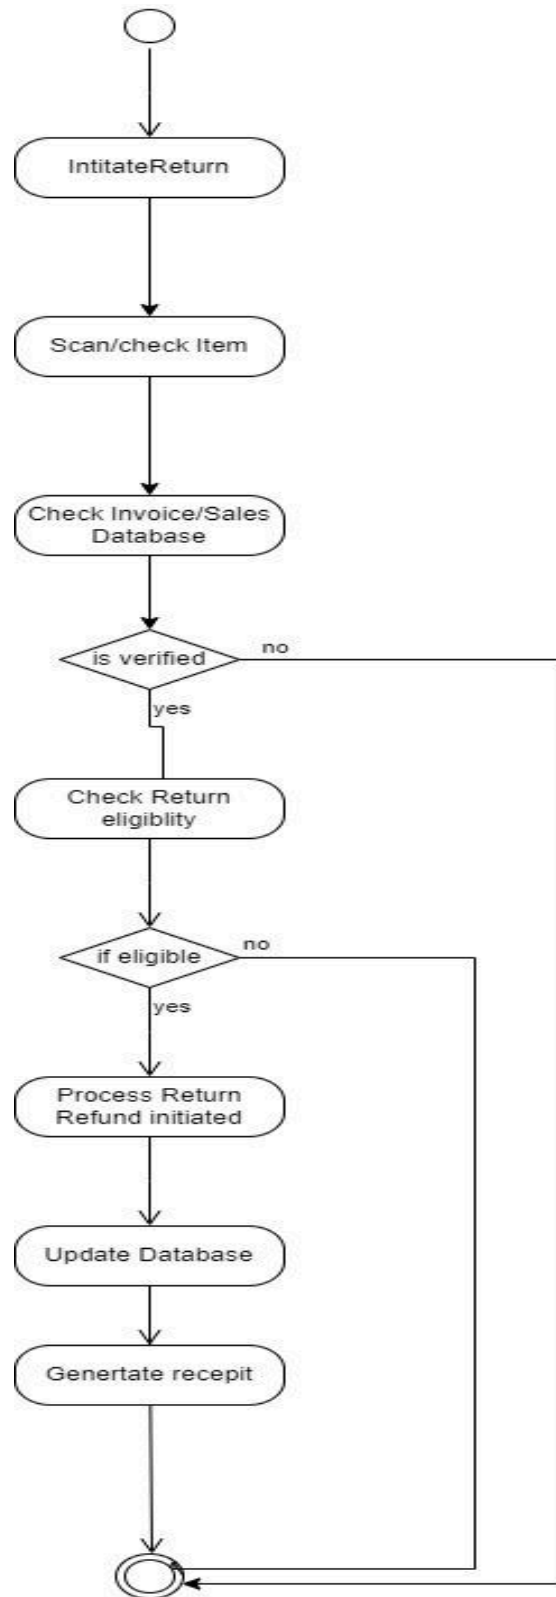 IntitateReturn
Scan/check Item
Check Invoice/Sales
Database
is verified
no
yes
Check Return
eligiblity
if eligible
no
yes
Process Return
Refund initiated
Update Database
Genertate recepit